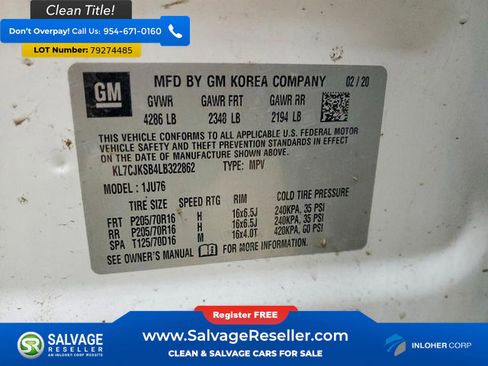 Clean Title!
Don't Overpay! Call US: 954-671-0160
LOT Number: 79274485
GM
MFD BY GM KOREA COMPANY 02/20
GVWR GAWR FRT GAWR RR
4286 LB 2348 LB 2194 LB
THIS VEHICLE CONFORMS TO ALL APPLICABLE U.S. FEDERAL MOTOR
VEHICLE SAFETY AND THEFT PREVENTION STANDARDS IN EFFECT
ON THE DATE OF MANUFACTURE SHOWN ABOVE.
KL7CJKSB4LB322862 TYPE: MPV
MODEL: 1JU76
TIRE SIZE SPEED RTG RIM COLD TIRE PRESSURE
FRT P205/70R16 H 16x6.5J 240KPA, 35 PSI
RR P205/70R16 H 16x6.5J 240KPA, 35 PSI
SPA T125/70D16 M 16x4.0T 420KPA, 60 PSI
SEE OWNER'S MANUAL FOR MORE INFORMATION.
Register FREE!
SALVAGE
RESELLER
AN INLOHER CORP WEBSITE
www.SalvageReseller.com
CLEAN & SALVAGE CARS FOR SALE
INLOHER CORP